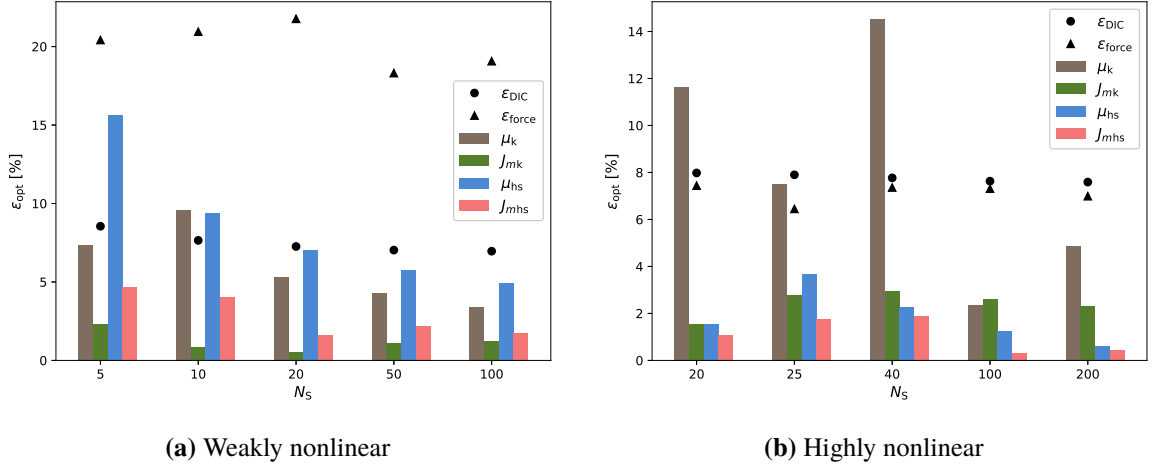 20
15
10
5
0
ε_opt [%]
5
10
20
50
100
N_S
ε_DIC
ε_force
μ_k
J_mk
μ_hs
J_mhs
(a) Weakly nonlinear
14
12
10
8
6
4
2
0
ε_opt [%]
20
25
40
100
200
N_S
ε_DIC
ε_force
μ_k
J_mk
μ_hs
J_mhs
(b) Highly nonlinear